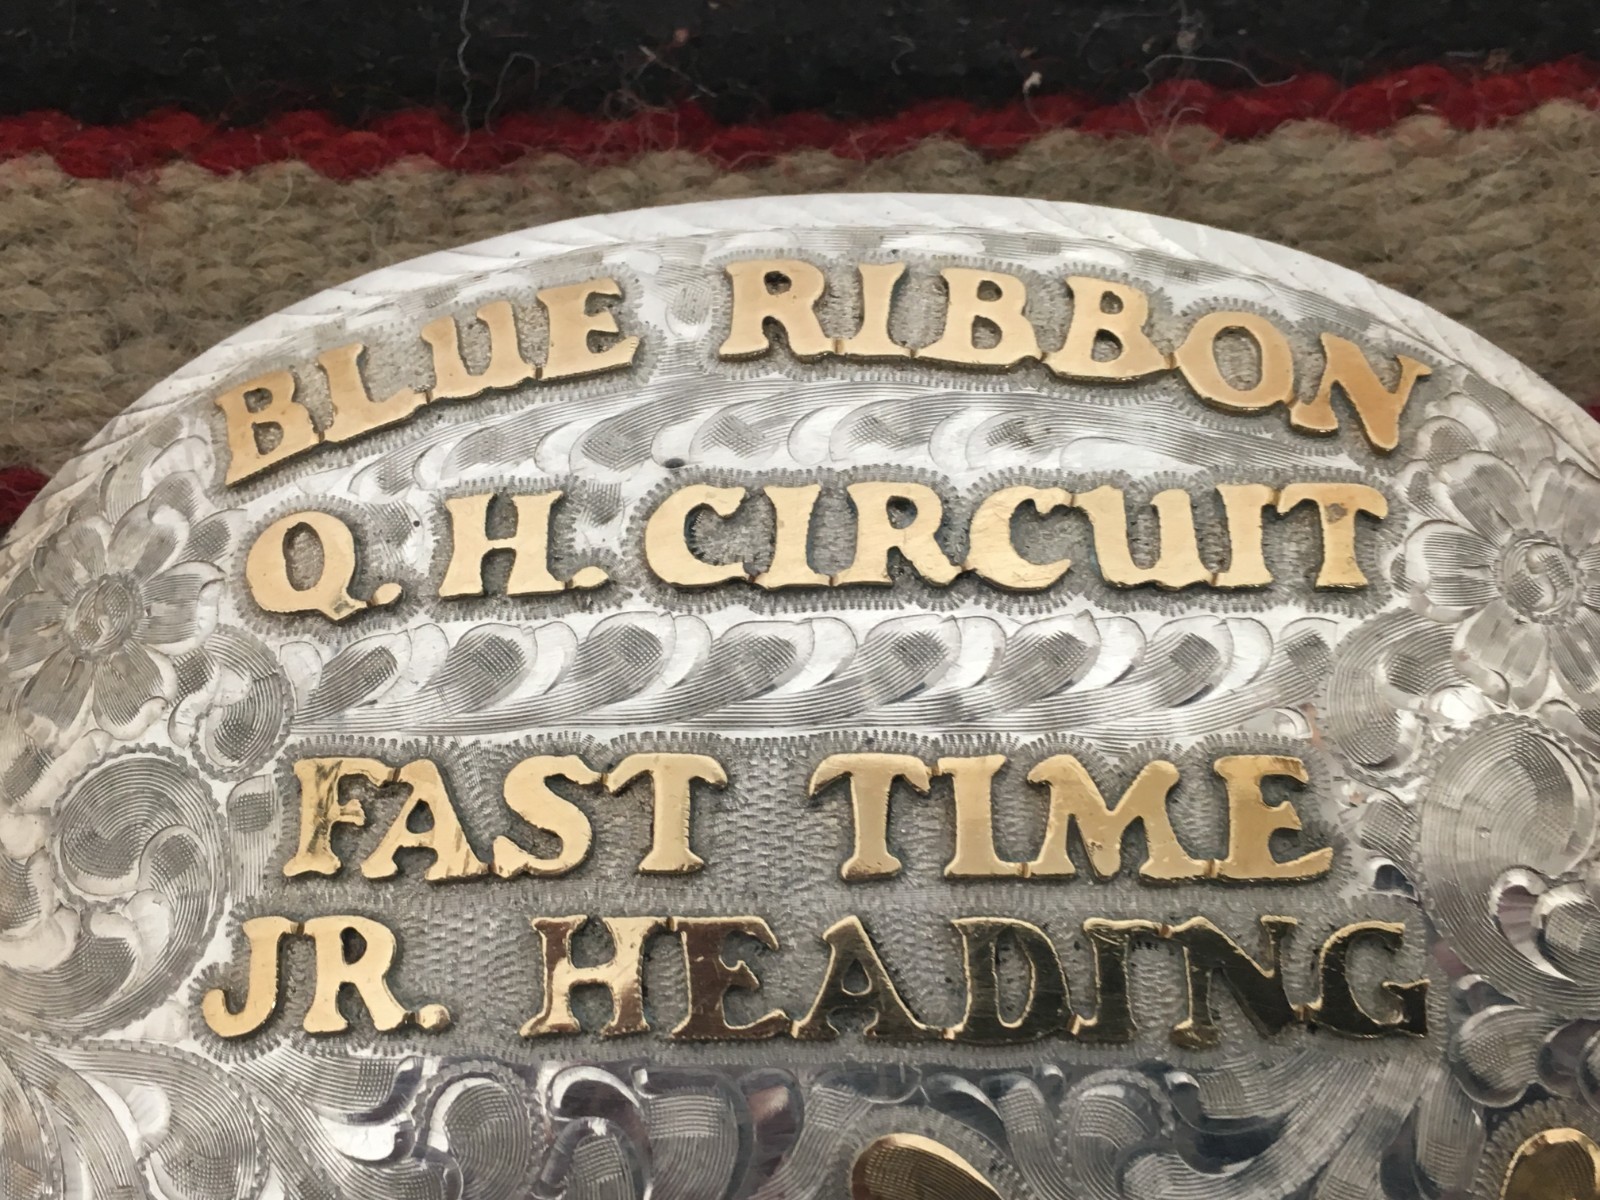 BLUE RIBBON
Q.H. CIRCUIT
FAST TIME
JR. HEADING